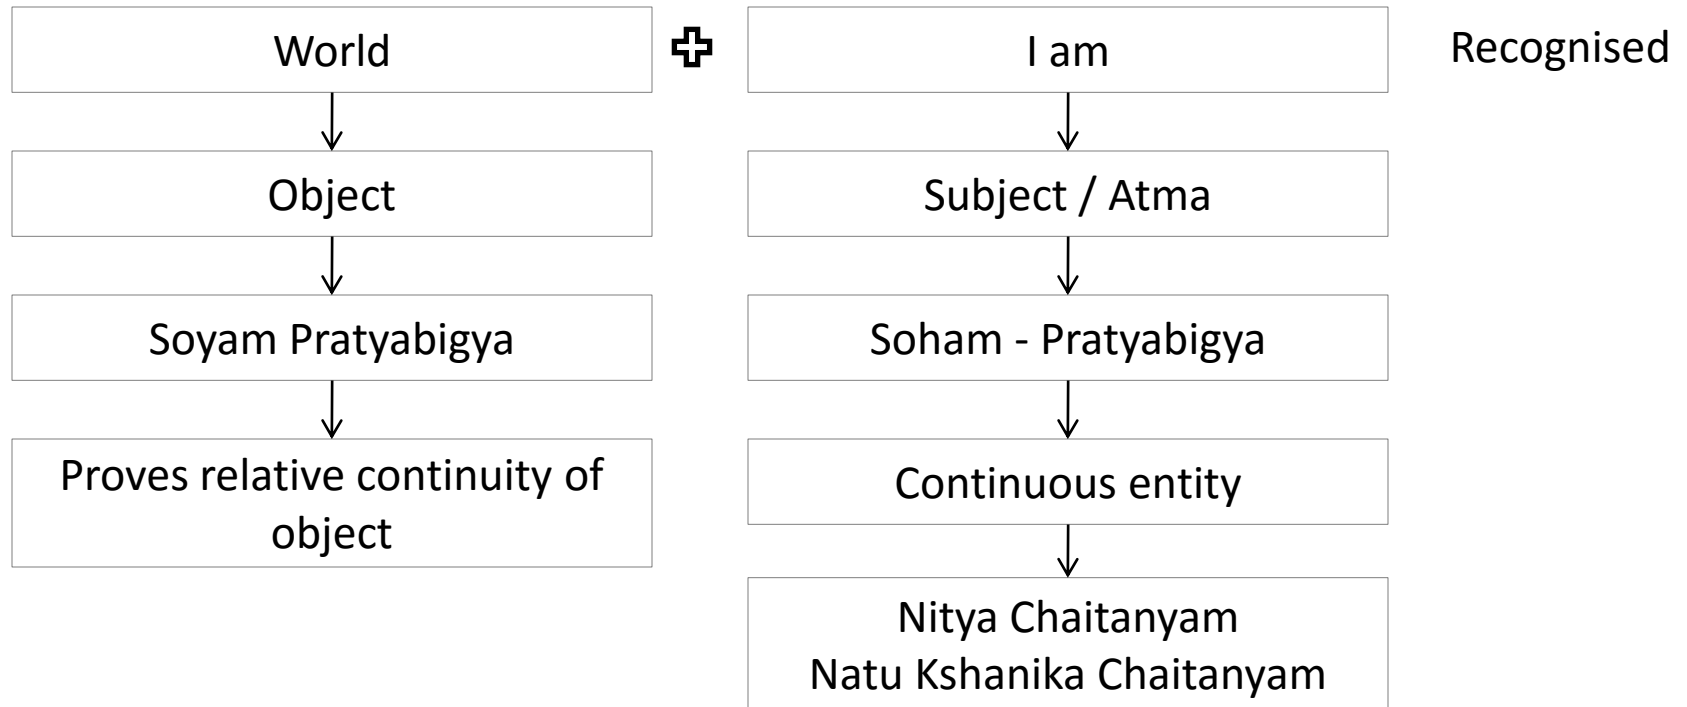 World
I am
Recognised
Object
Subject / Atma
Soyam Pratyabigya
Soham - Pratyabigya
Proves relative continuity of
object
Continuous entity
Nitya Chaitanyam
Natu Kshanika Chaitanyam